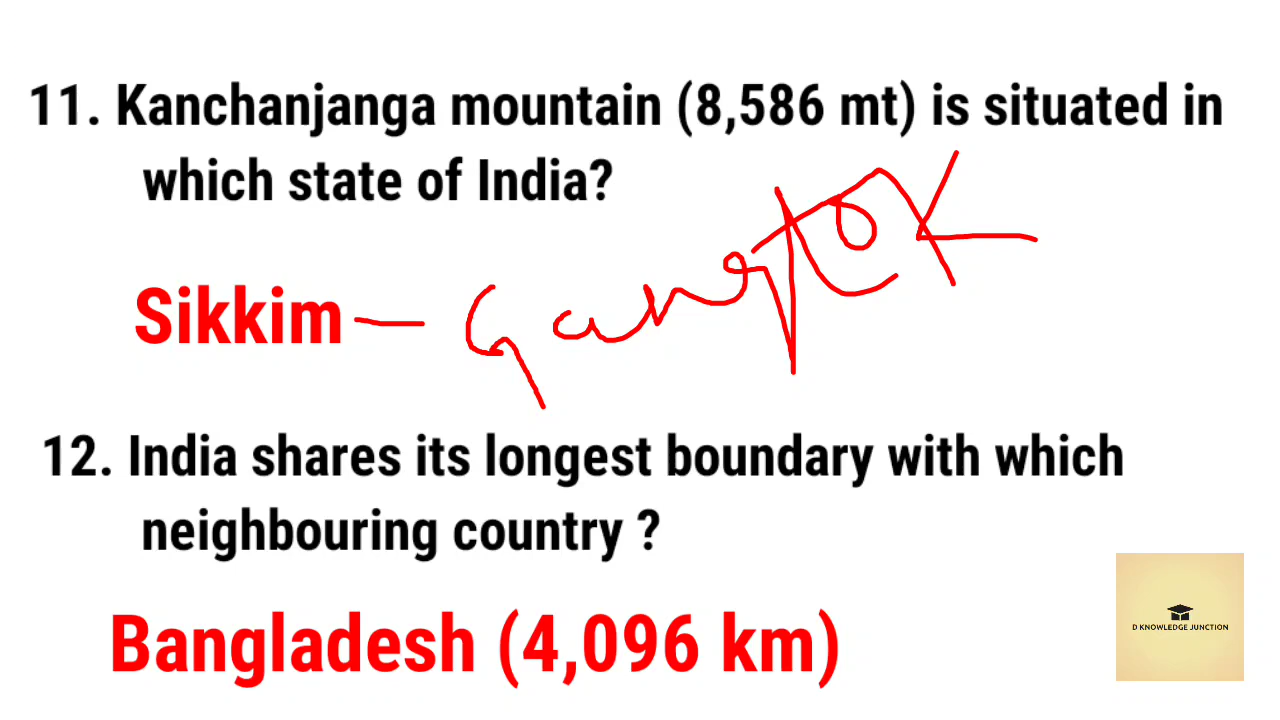 11. Kanchanjanga mountain (8,586 mt) is situated in
which state of India?
Sikkim — Gangtok
12. India shares its longest boundary with which
neighbouring country ?
Bangladesh (4,096 km)
D KNOWLEDGE JUNCTION